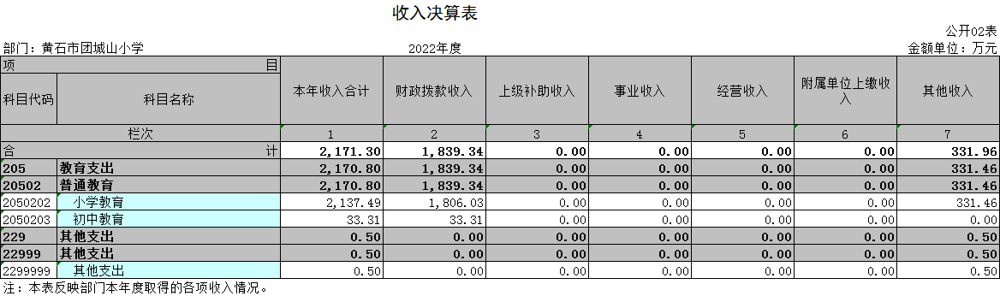 收入决算表
公开02表
部门：黄石市团城山小学 2022年度 金额单位：万元
项 目 本年收入合计 财政拨款收入 上级补助收入 事业收入 经营收入 附属单位上缴收入 其他收入
科目代码 科目名称
栏次 1 2 3 4 5 6 7
合 计 2,171.30 1,839.34 0.00 0.00 0.00 0.00 331.96
205 教育支出 2,170.80 1,839.34 0.00 0.00 0.00 0.00 331.46
20502 普通教育 2,170.80 1,839.34 0.00 0.00 0.00 0.00 331.46
2050202 小学教育 2,137.49 1,806.03 0.00 0.00 0.00 0.00 331.46
2050203 初中教育 33.31 33.31 0.00 0.00 0.00 0.00 0.00
229 其他支出 0.50 0.00 0.00 0.00 0.00 0.00 0.50
22999 其他支出 0.50 0.00 0.00 0.00 0.00 0.00 0.50
2299999 其他支出 0.50 0.00 0.00 0.00 0.00 0.00 0.50
注：本表反映部门本年度取得的各项收入情况。